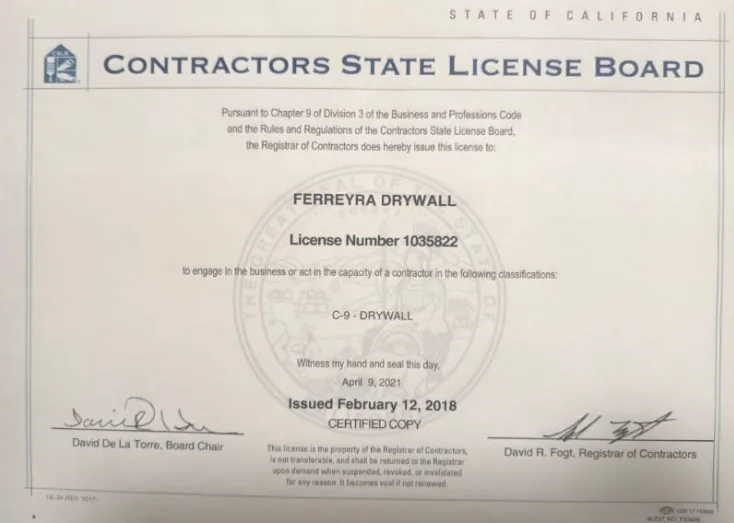 STATE OF CALIFORNIA
CSLB
CONTRACTORS STATE LICENSE BOARD
Pursuant to Chapter 9 of Division 3 of the Business and Professions Code
and the Rules and Regulations of the Contractors State License Board,
the Registrar of Contractors does hereby issue this license to:
FERREYRA DRYWALL
License Number 1035822
to engage in the business or act in the capacity of a contractor in the following classifications:
C-9 - DRYWALL
Witness my hand and seal this day,
April 9, 2021
Issued February 12, 2018
CERTIFIED COPY
David De La Torre, Board Chair
David R. Fogt, Registrar of Contractors
This license is the property of the Registrar of Contractors,
is not transferable, and shall be returned to the Registrar
upon demand when suspended, revoked, or invalidated
for any reason. It becomes void if not renewed.
AUDIT NO: